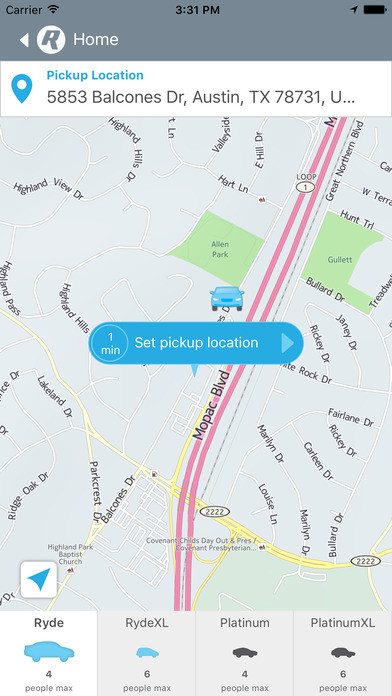 Carrier 3:31 PM 100%
R Home
Pickup Location
5853 Balcones Dr, Austin, TX 78731, U...
Highland Hills Dr
Hart Ln
Valleyside
E Hill Dr
Great Northern Blvd
Highland View Dr
LOOP
1
W Terra
Hunt Trl
Allen Park
Gullett
Highland Pass
Bullard Dr
Treadwe
Highland Hills
Janey Dr
Rickey Dr
1 min
Set pickup location
White Rock Dr
Lakeland Dr
Mopac Blvd
Fairlane Dr
Rickey Dr
Carleen Dr
Marilyn Dr
Parkcrest Dr
Balcones Dr
Ridge Oak Dr
Louise Ln
2222
Marilyn Dr
Bullard
Highland Park Baptist Church
Covenant Childs Day Out & Pres /
Covenant Presbyterian...
2222
Ryde RydeXL Platinum PlatinumXL
4 6 4 6
people max people max people max people max